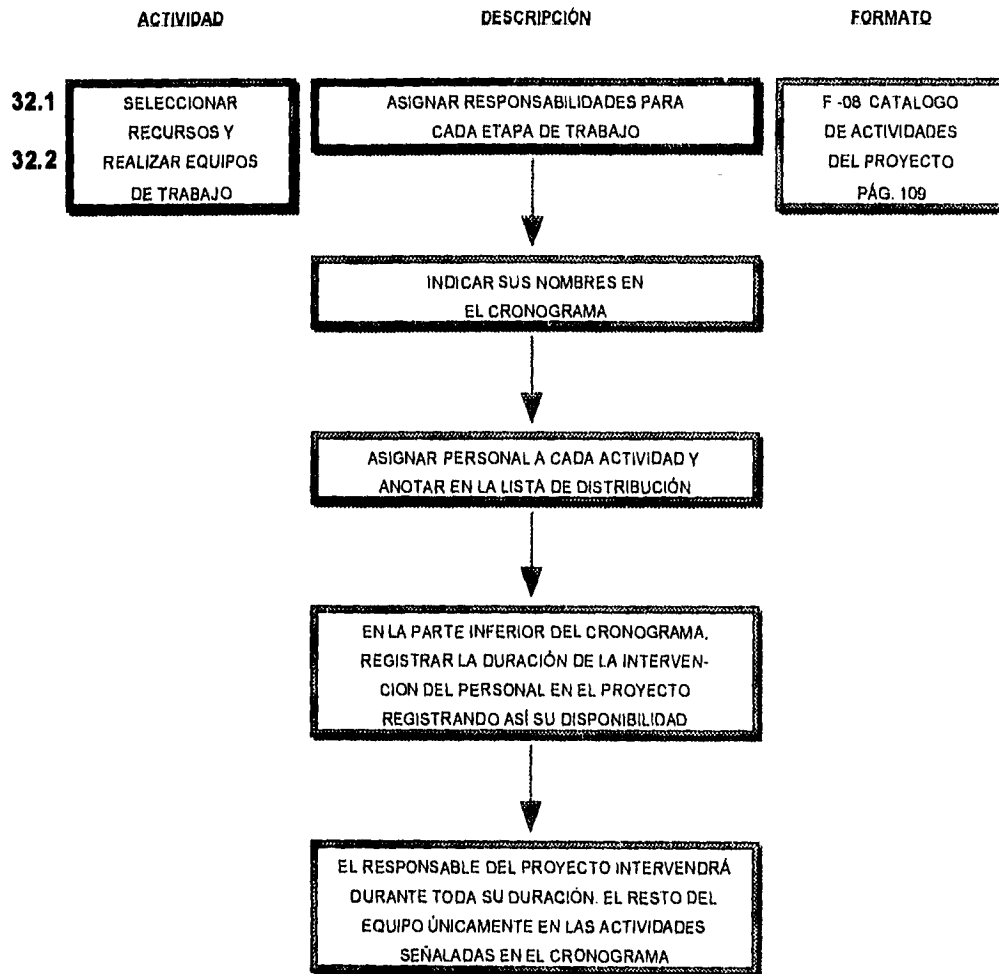 ACTIVIDAD
DESCRIPCIÓN
FORMATO
32.1
32.2
SELECCIONAR
RECURSOS Y
REALIZAR EQUIPOS
DE TRABAJO
ASIGNAR RESPONSABILIDADES PARA
CADA ETAPA DE TRABAJO
F -08 CATALOGO
DE ACTIVIDADES
DEL PROYECTO
PÁG. 109
INDICAR SUS NOMBRES EN
EL CRONOGRAMA
ASIGNAR PERSONAL A CADA ACTIVIDAD Y
ANOTAR EN LA LISTA DE DISTRIBUCIÓN
EN LA PARTE INFERIOR DEL CRONOGRAMA,
REGISTRAR LA DURACIÓN DE LA INTERVEN-
CION DEL PERSONAL EN EL PROYECTO
REGISTRANDO ASÍ SU DISPONIBILIDAD
EL RESPONSABLE DEL PROYECTO INTERVENDRÁ
DURANTE TODA SU DURACIÓN. EL RESTO DEL
EQUIPO ÚNICAMENTE EN LAS ACTIVIDADES
SEÑALADAS EN EL CRONOGRAMA